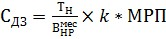 С_ДЗ = Т_Н / В_НР^мес × k * МРП